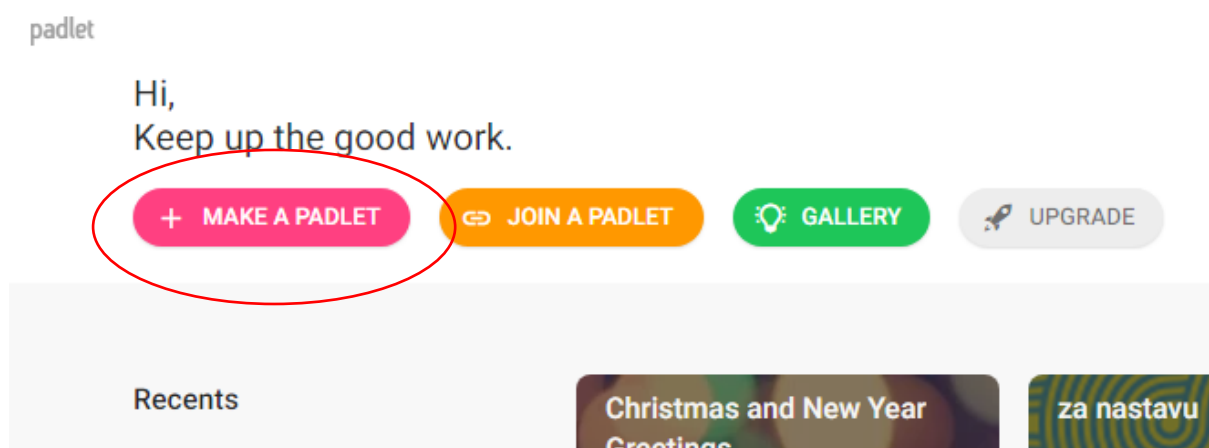 padlet
Hi,
Keep up the good work.
MAKE A PADLET
JOIN A PADLET
GALLERY
UPGRADE
Recents
Christmas and New Year
Greetings
za nastavu